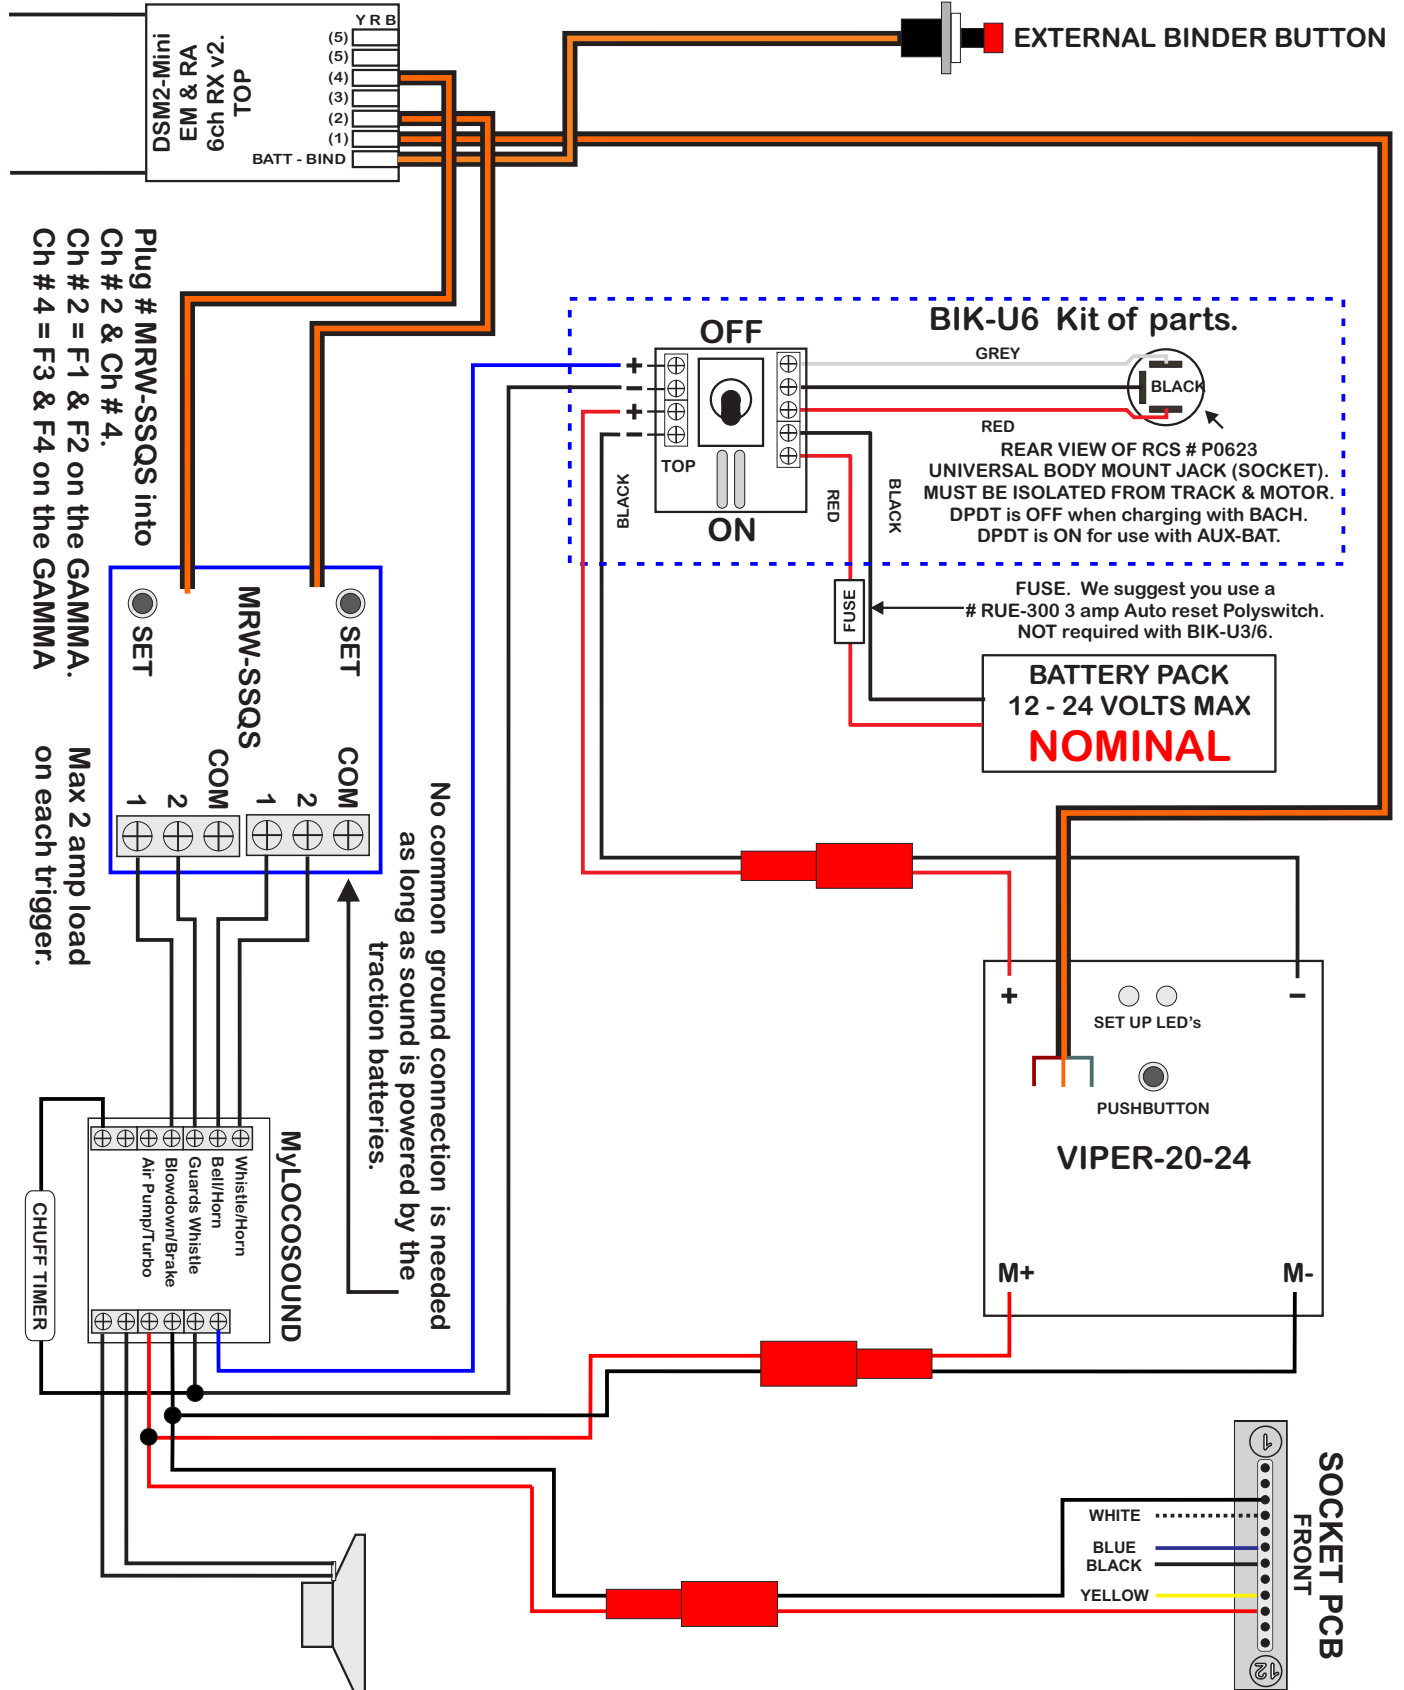 EXTERNAL BINDER BUTTON
Y R B
(5)
(5)
(4)
(3)
(2)
(1)
BATT - BIND
DSM2-Mini
EM & RA
6ch RX v2.
TOP
Plug # MRW-SSQS into
Ch # 2 & Ch # 4.
Ch # 2 = F1 & F2 on the GAMMA.
Ch # 4 = F3 & F4 on the GAMMA
BIK-U6 Kit of parts.
OFF
+
−
+
−
TOP
ON
GREY
BLACK
RED
REAR VIEW OF RCS # P0623
UNIVERSAL BODY MOUNT JACK (SOCKET).
MUST BE ISOLATED FROM TRACK & MOTOR.
DPDT is OFF when charging with BACH.
DPDT is ON for use with AUX-BAT.
BLACK
RED
BLACK
FUSE
FUSE. We suggest you use a
# RUE-300 3 amp Auto reset Polyswitch.
NOT required with BIK-U3/6.
BATTERY PACK
12 - 24 VOLTS MAX
NOMINAL
SET
SET
MRW-SSQS
1
2
COM
1
2
COM
Max 2 amp load
on each trigger.
No common ground connection is needed
as long as sound is powered by the
traction batteries.
+
−
SET UP LED's
PUSHBUTTON
VIPER-20-24
M+
M-
MyLOCOSOUND
Whistle/Horn
Bell/Horn
Guards Whistle
Blowdown/Brake
Air Pump/Turbo
CHUFF TIMER
SOCKET PCB
FRONT
1
WHITE
BLUE
BLACK
YELLOW
12